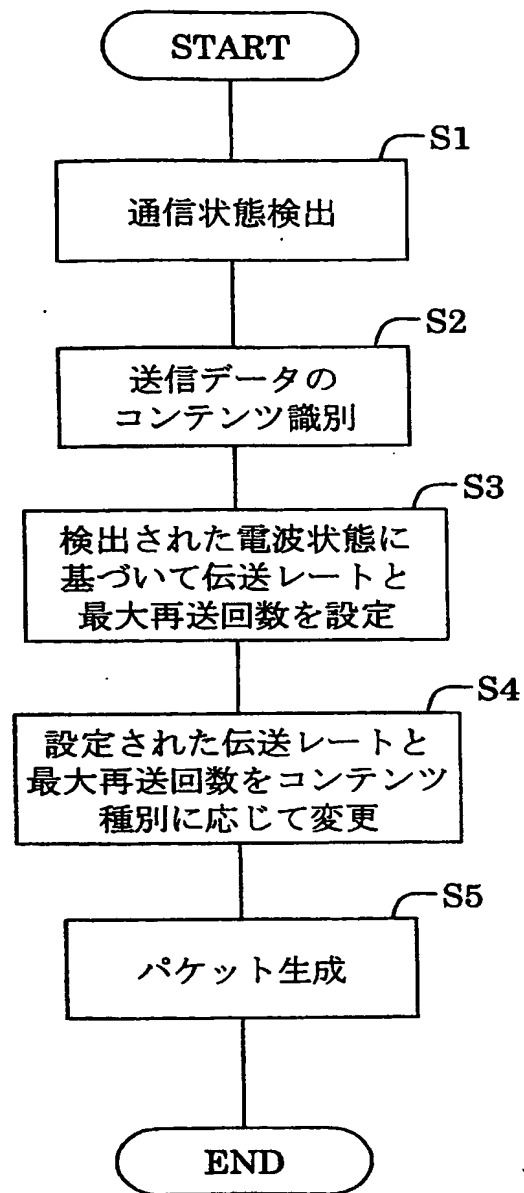 START
S1
通信状態検出
S2
送信データの
コンテンツ識別
S3
検出された電波状態に
基づいて伝送レートと
最大再送回数を設定
S4
設定された伝送レートと
最大再送回数をコンテンツ
種別に応じて変更
S5
パケット生成
END